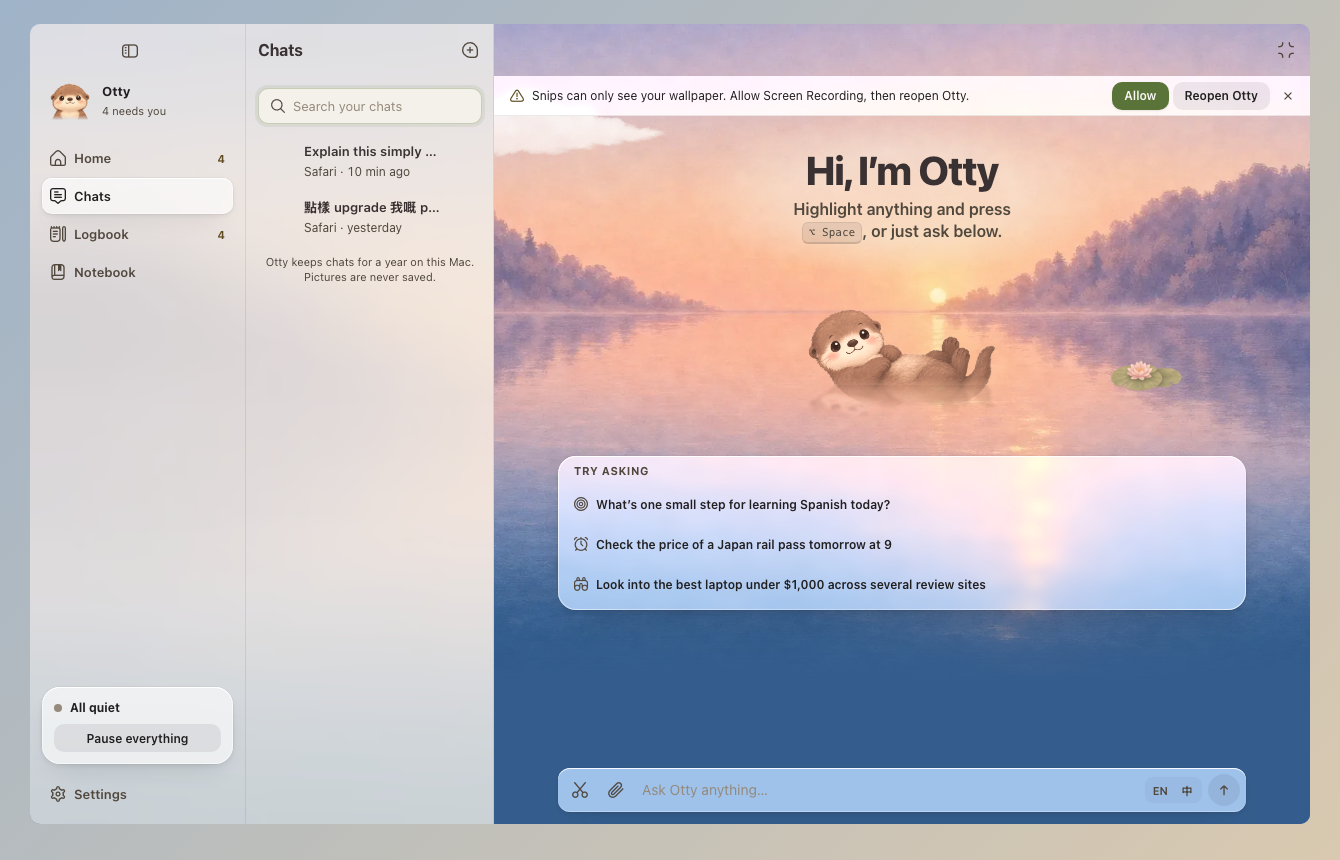 Otty
4 needs you
Home 4
Chats
Logbook 4
Notebook
All quiet
Pause everything
Settings
Chats
Search your chats
Explain this simply ...
Safari · 10 min ago
點樣 upgrade 我嘅 p...
Safari · yesterday
Otty keeps chats for a year on this Mac.
Pictures are never saved.
Snips can only see your wallpaper. Allow Screen Recording, then reopen Otty.
Allow
Reopen Otty
Hi, I’m Otty
Highlight anything and press
⌥ Space, or just ask below.
TRY ASKING
What’s one small step for learning Spanish today?
Check the price of a Japan rail pass tomorrow at 9
Look into the best laptop under $1,000 across several review sites
Ask Otty anything…
EN 中